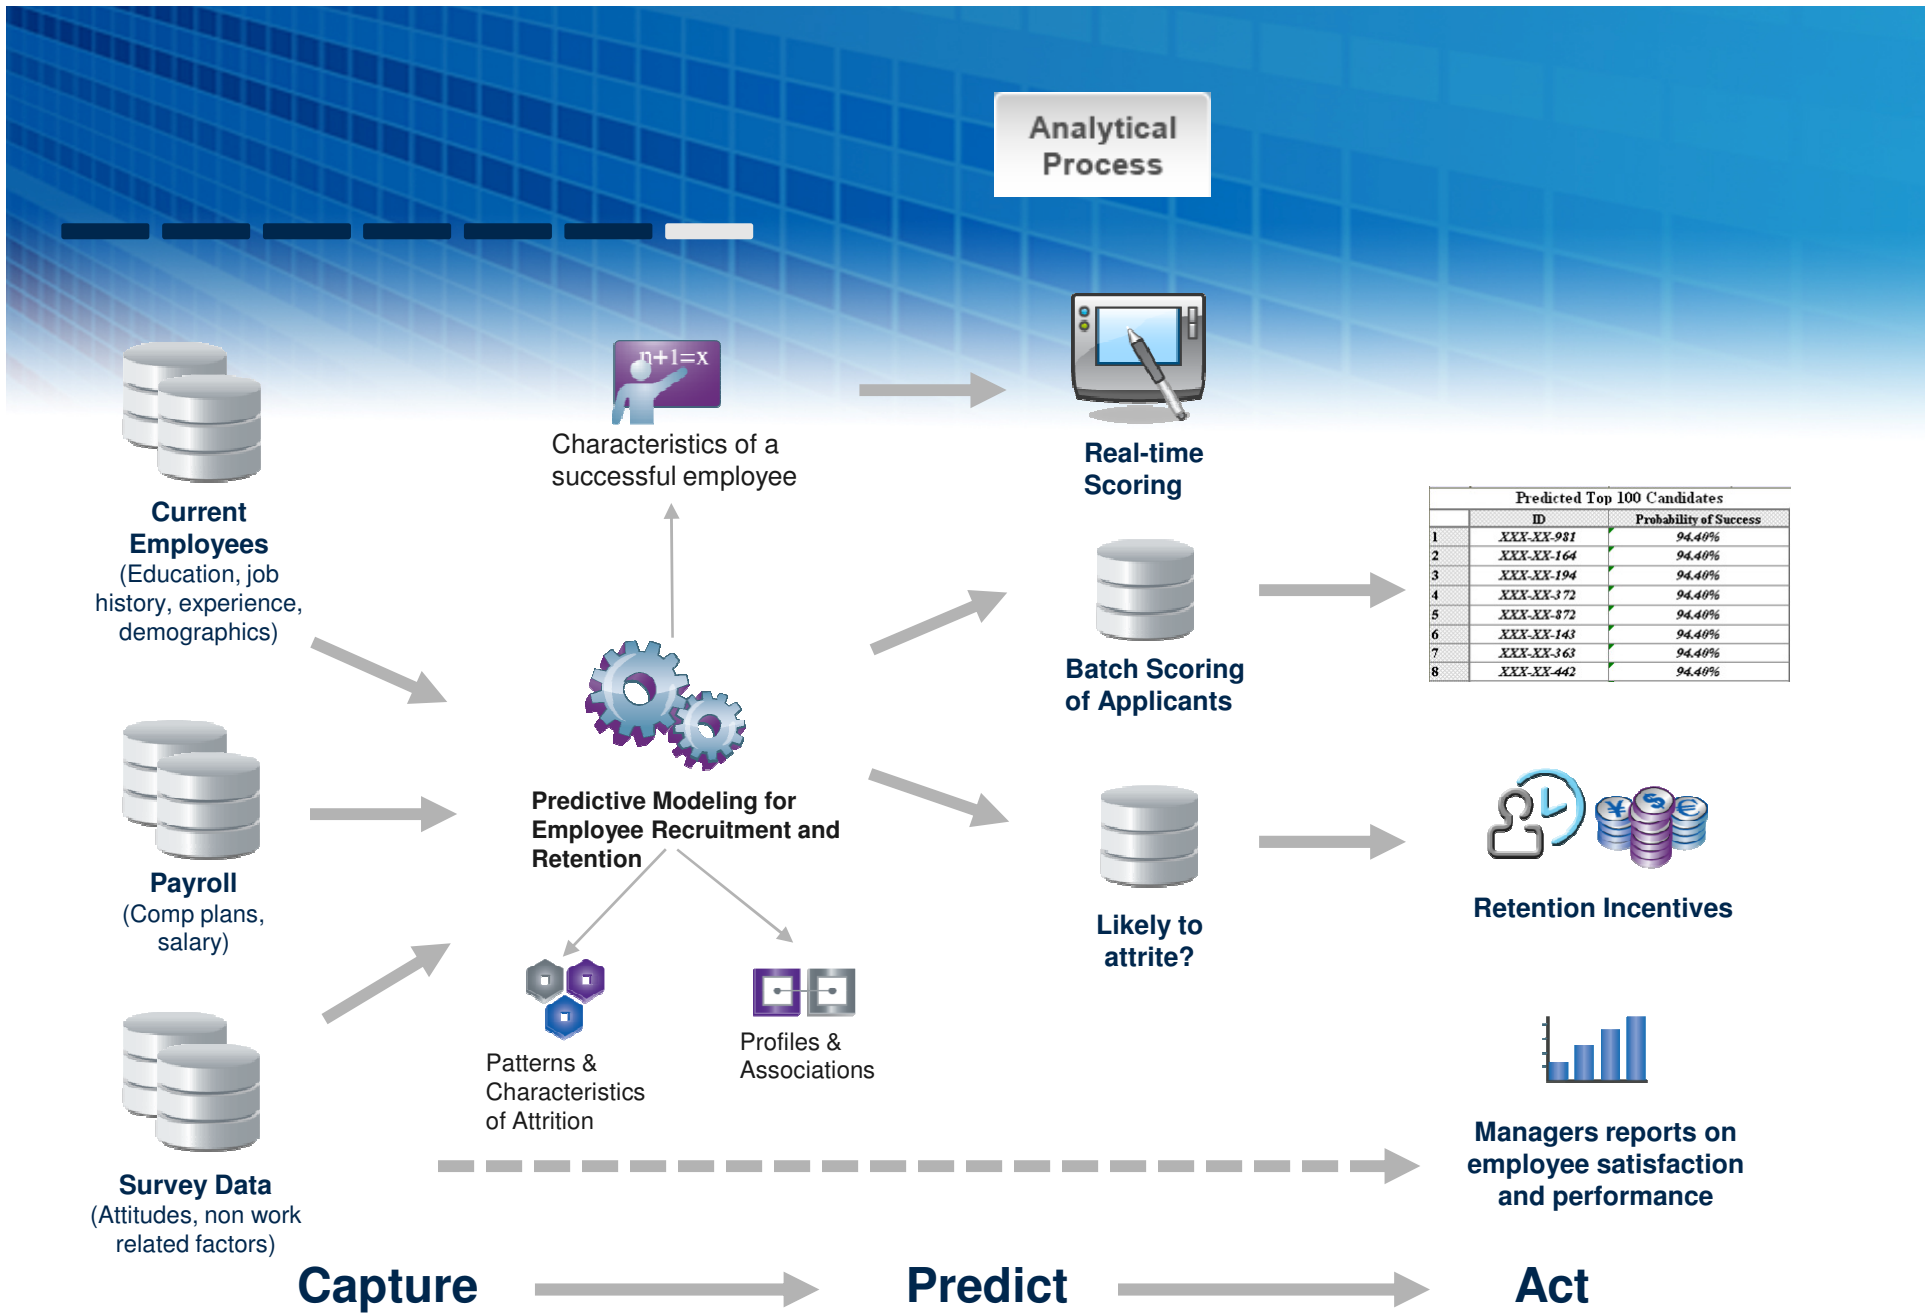 Analytical
Process
n+1=x
Characteristics of a
successful employee
Real-time
Scoring
Current
Employees
(Education, job
history, experience,
demographics)
Predicted Top 100 Candidates
ID Probability of Success
1 XXX-XX-981 94.40%
2 XXX-XX-164 94.40%
3 XXX-XX-194 94.40%
4 XXX-XX-372 94.40%
5 XXX-XX-872 94.40%
6 XXX-XX-143 94.40%
7 XXX-XX-363 94.40%
8 XXX-XX-442 94.40%
Batch Scoring
of Applicants
Predictive Modeling for
Employee Recruitment and
Retention
Payroll
(Comp plans,
salary)
¥ $ €
Retention Incentives
Likely to
attrite?
Patterns &
Characteristics
of Attrition
Profiles &
Associations
Survey Data
(Attitudes, non work
related factors)
Managers reports on
employee satisfaction
and performance
Capture Predict Act